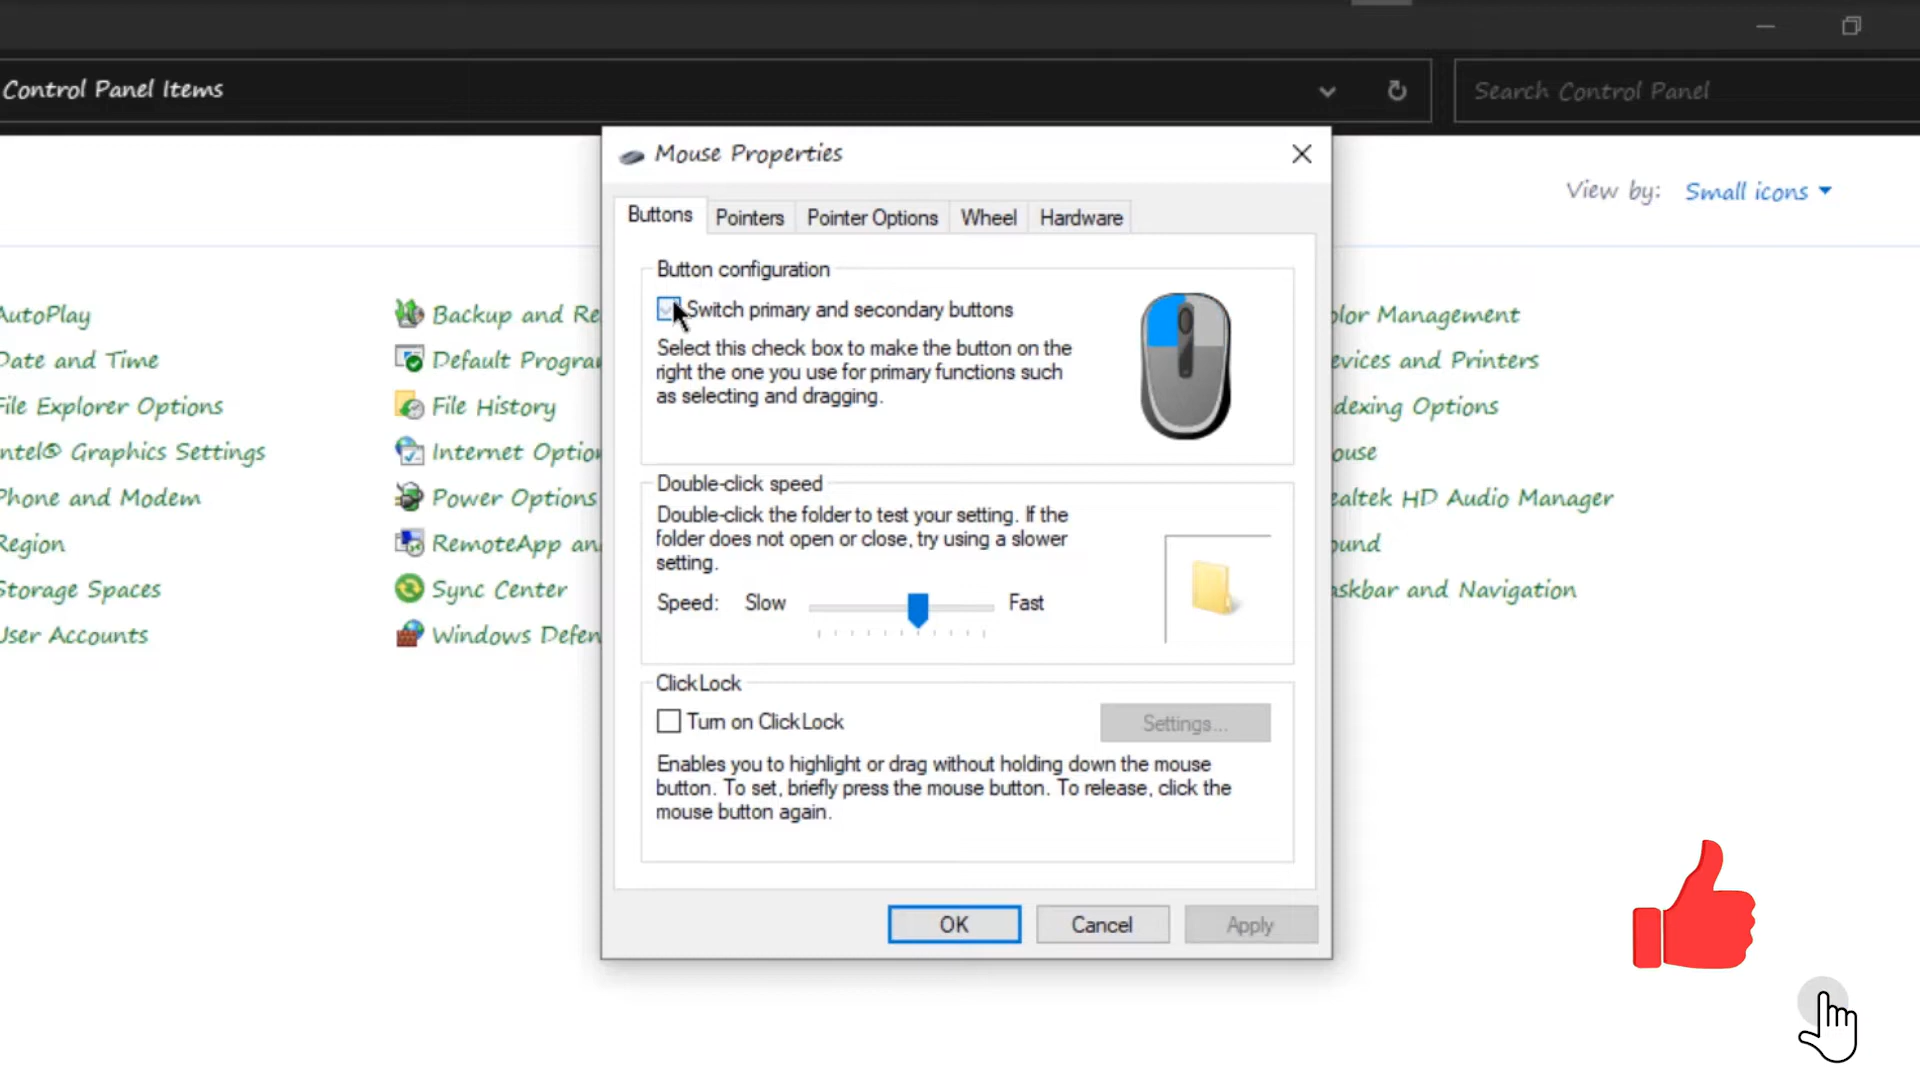 Control Panel Items
Search Control Panel
Mouse Properties
View by: Small icons
Buttons Pointers Pointer Options Wheel Hardware
Button configuration
Switch primary and secondary buttons
Select this check box to make the button on the
right the one you use for primary functions such
as selecting and dragging.
Double-click speed
Double-click the folder to test your setting. If the
folder does not open or close, try using a slower
setting.
Speed: Slow Fast
ClickLock
Turn on ClickLock
Settings...
Enables you to highlight or drag without holding down the mouse
button. To set, briefly press the mouse button. To release, click the
mouse button again.
OK Cancel Apply
AutoPlay
Date and Time
File Explorer Options
ntel® Graphics Settings
Phone and Modem
Region
Storage Spaces
User Accounts
Backup and Re
Default Progra
File History
Internet Option
Power Options
RemoteApp an
Sync Center
Windows Defen
olor Management
evices and Printers
dexing Options
ouse
ealtek HD Audio Manager
ound
askbar and Navigation